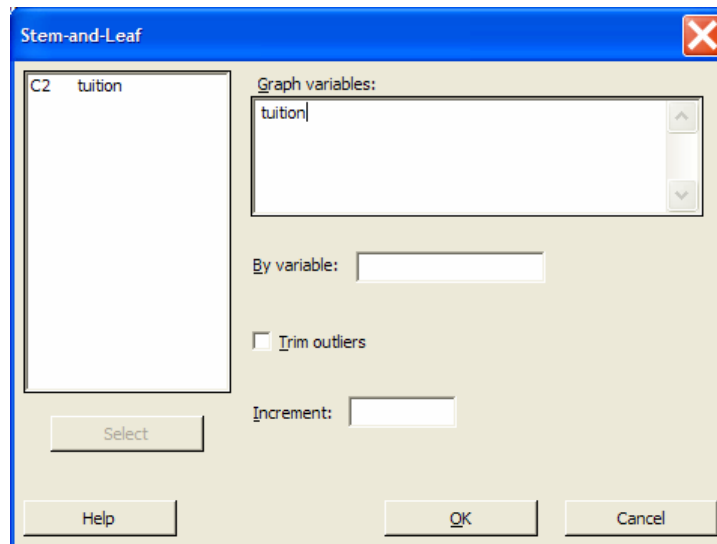 Stem-and-Leaf
C2 tuition
Graph variables:
tuition
By variable:
Trim outliers
Increment:
Select
Help OK Cancel